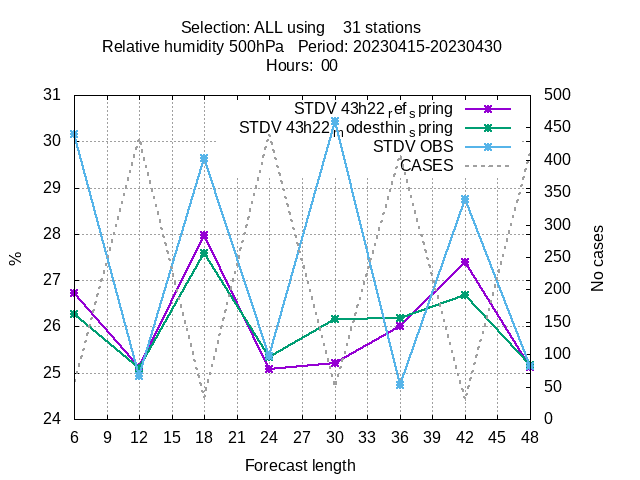 Selection: ALL using    31 stations
Relative humidity 500hPa   Period: 20230415-20230430
Hours:  00
STDV 43h22ref_spring
STDV 43h22modesthin_spring
STDV OBS
CASES
31
30
29
28
27
26
25
24
%
500
450
400
350
300
250
200
150
100
50
0
No cases
6 9 12 15 18 21 24 27 30 33 36 39 42 45 48
Forecast length